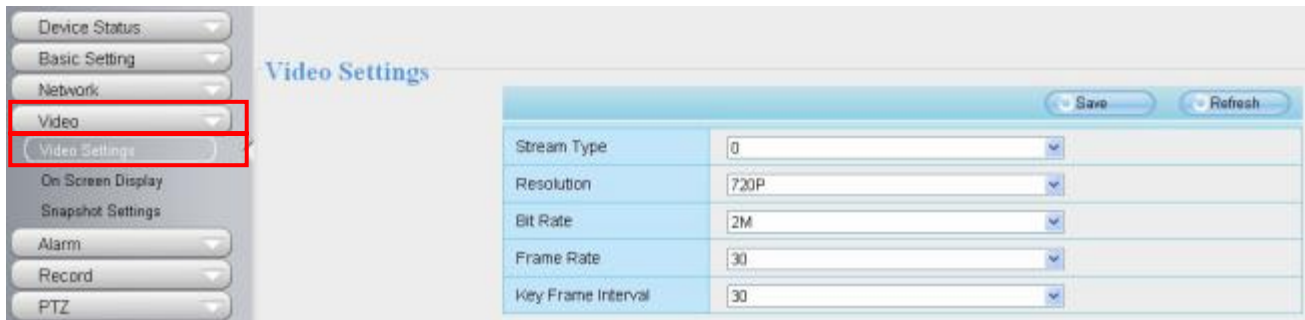 Device Status
Basic Setting
Network
Video
Video Settings
On Screen Display
Snapshot Settings
Alarm
Record
PTZ
Video Settings
Save Refresh
Stream Type 0
Resolution 720P
Bit Rate 2M
Frame Rate 30
Key Frame Interval 30